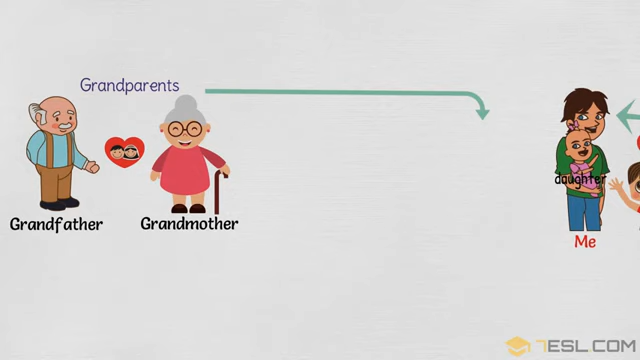 Grandparents
daughter
Grandfather
Grandmother
Me
7ESL.COM